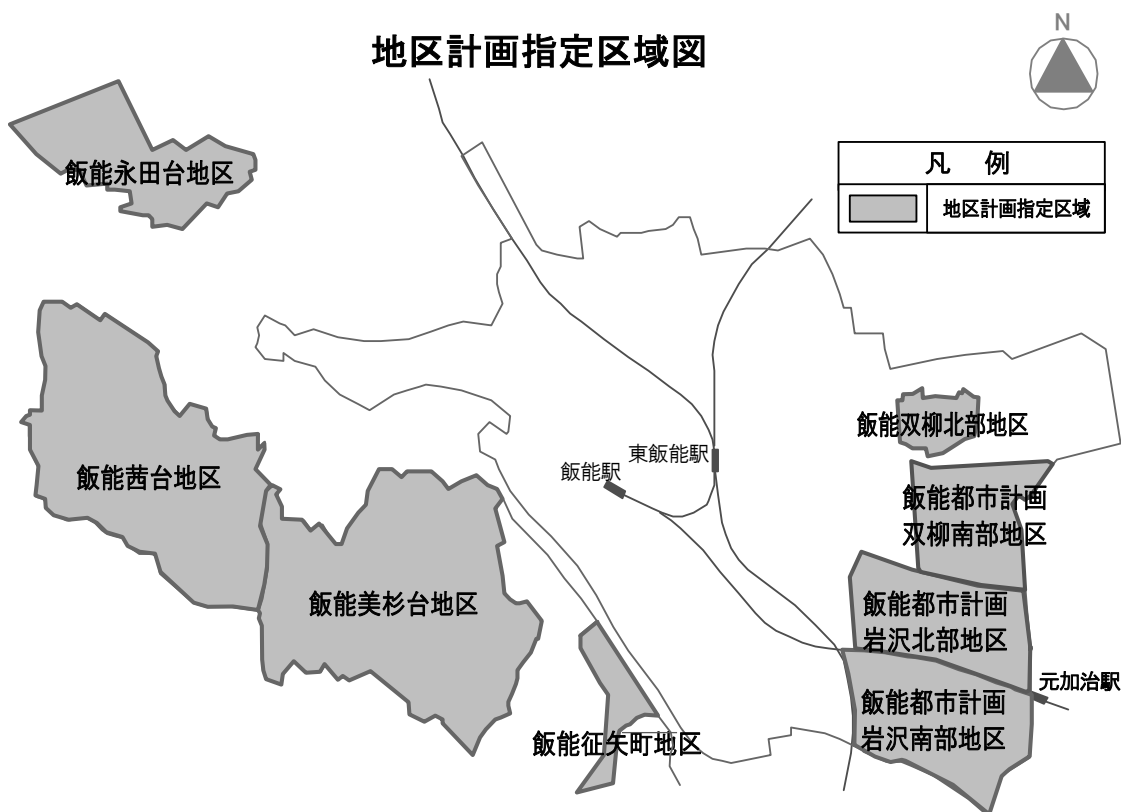 地区計画指定区域図
N
凡 例
地区計画指定区域
飯能永田台地区
飯能茜台地区
飯能美杉台地区
飯能征矢町地区
飯能駅
東飯能駅
飯能双柳北部地区
飯能都市計画
双柳南部地区
飯能都市計画
岩沢北部地区
飯能都市計画
岩沢南部地区
元加治駅